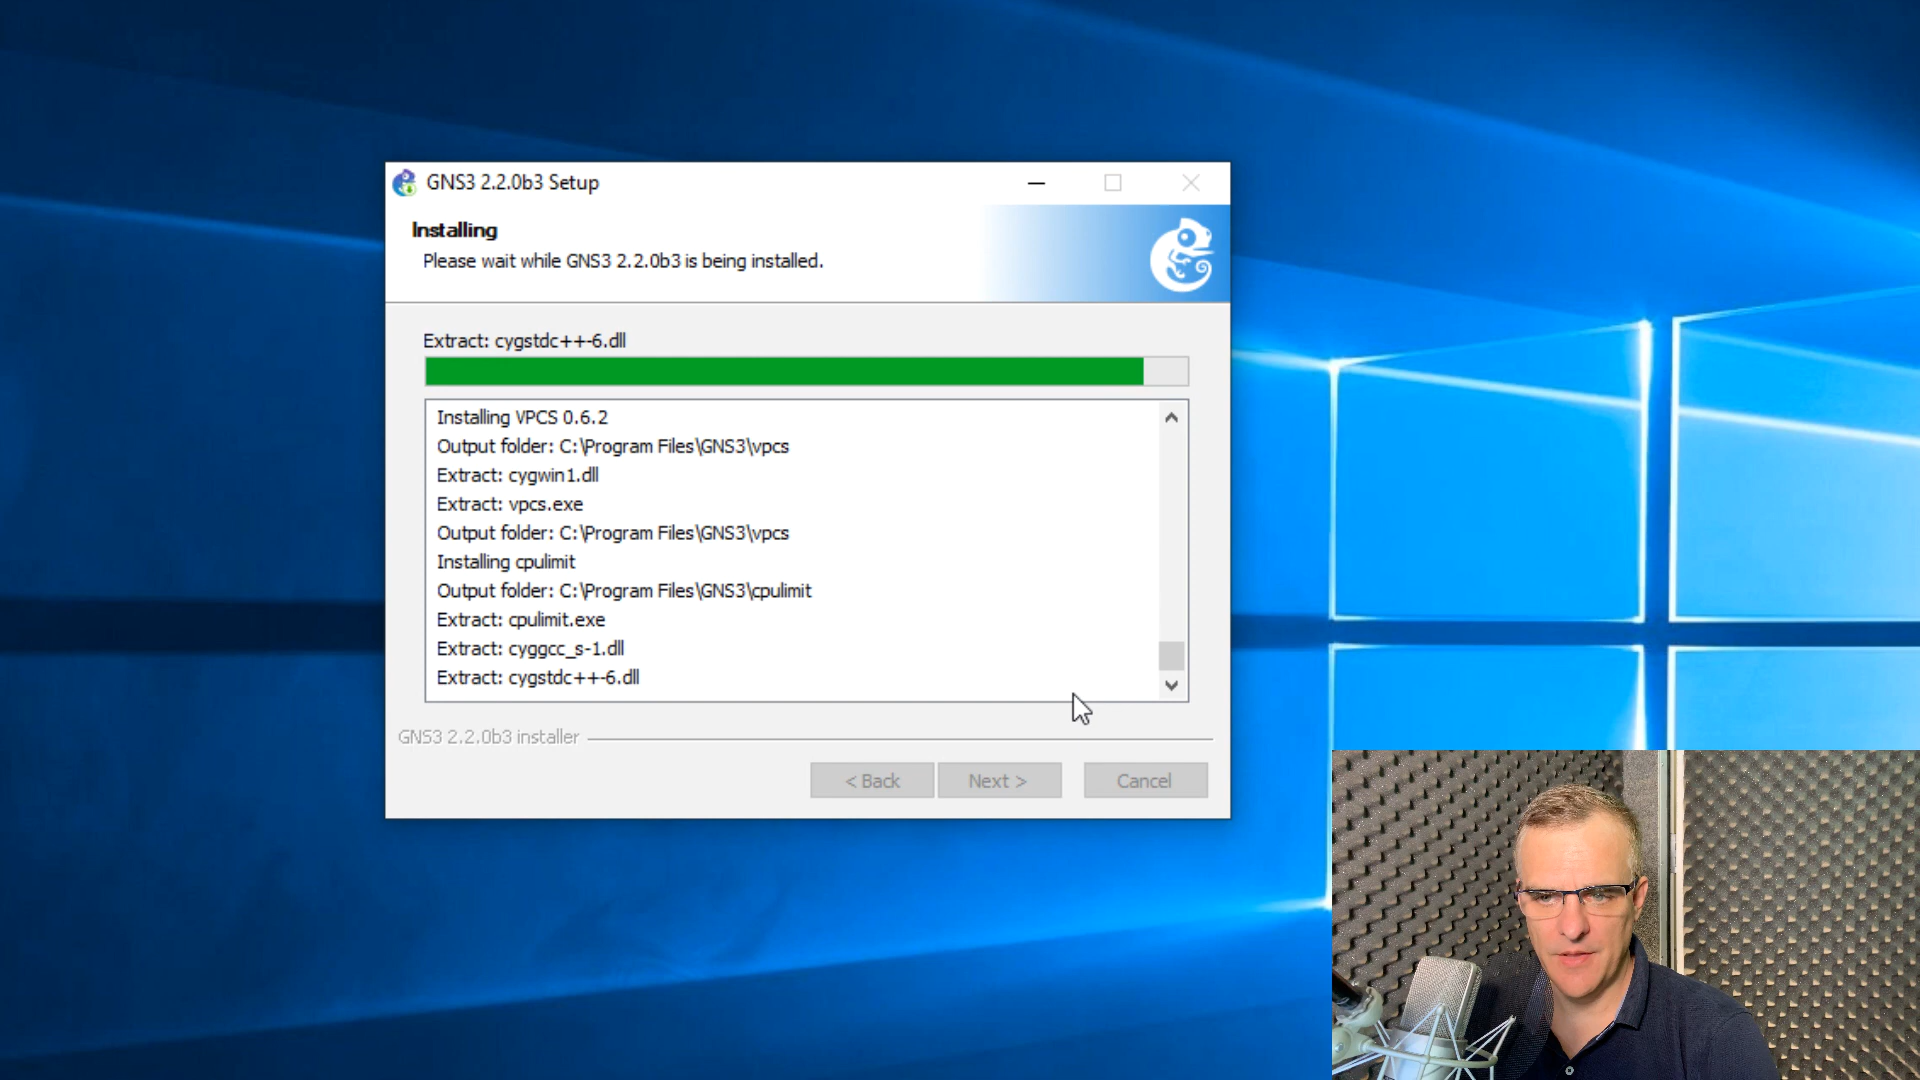 GNS3 2.2.0b3 Setup
Installing
Please wait while GNS3 2.2.0b3 is being installed.
Extract: cygstdc++-6.dll
Installing VPCS 0.6.2
Output folder: C:\Program Files\GNS3\vpcs
Extract: cygwin1.dll
Extract: vpcs.exe
Output folder: C:\Program Files\GNS3\vpcs
Installing cpulimit
Output folder: C:\Program Files\GNS3\cpulimit
Extract: cpulimit.exe
Extract: cyggcc_s-1.dll
Extract: cygstdc++-6.dll
GNS3 2.2.0b3 installer
< Back Next > Cancel